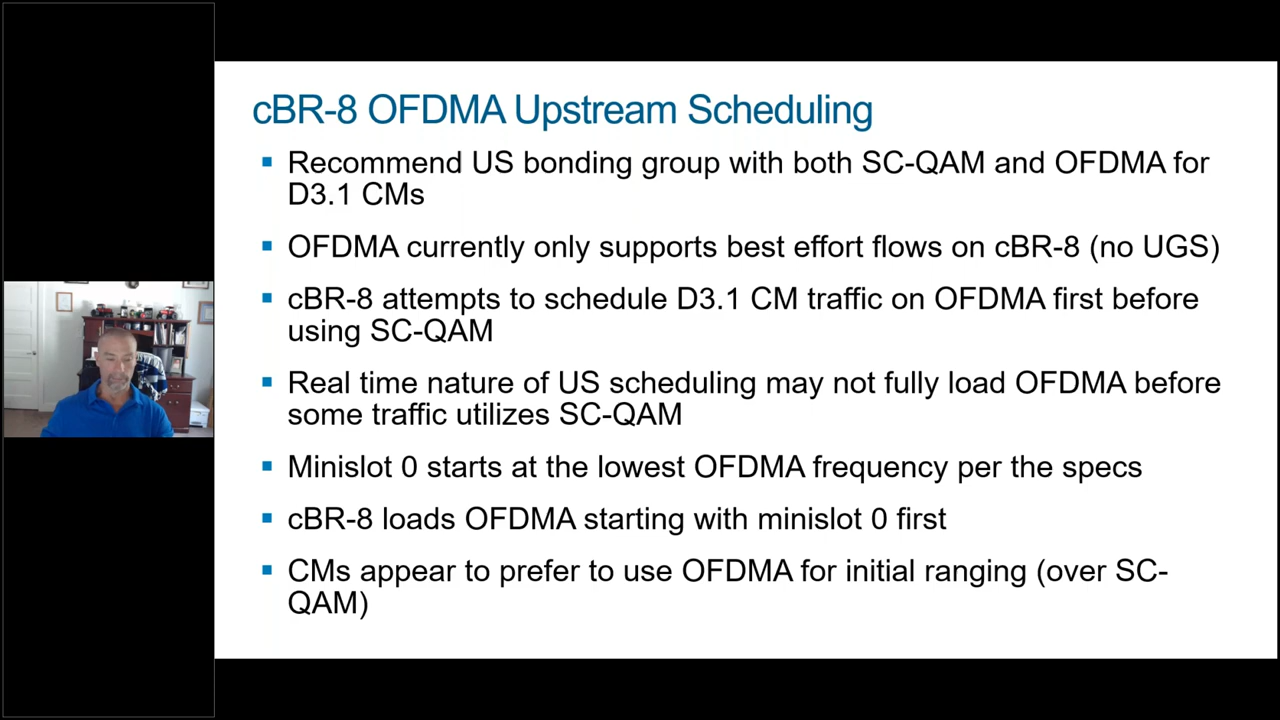 cBR-8 OFDMA Upstream Scheduling
Recommend US bonding group with both SC-QAM and OFDMA for
D3.1 CMs
OFDMA currently only supports best effort flows on cBR-8 (no UGS)
cBR-8 attempts to schedule D3.1 CM traffic on OFDMA first before
using SC-QAM
Real time nature of US scheduling may not fully load OFDMA before
some traffic utilizes SC-QAM
Minislot 0 starts at the lowest OFDMA frequency per the specs
cBR-8 loads OFDMA starting with minislot 0 first
CMs appear to prefer to use OFDMA for initial ranging (over SC-
QAM)